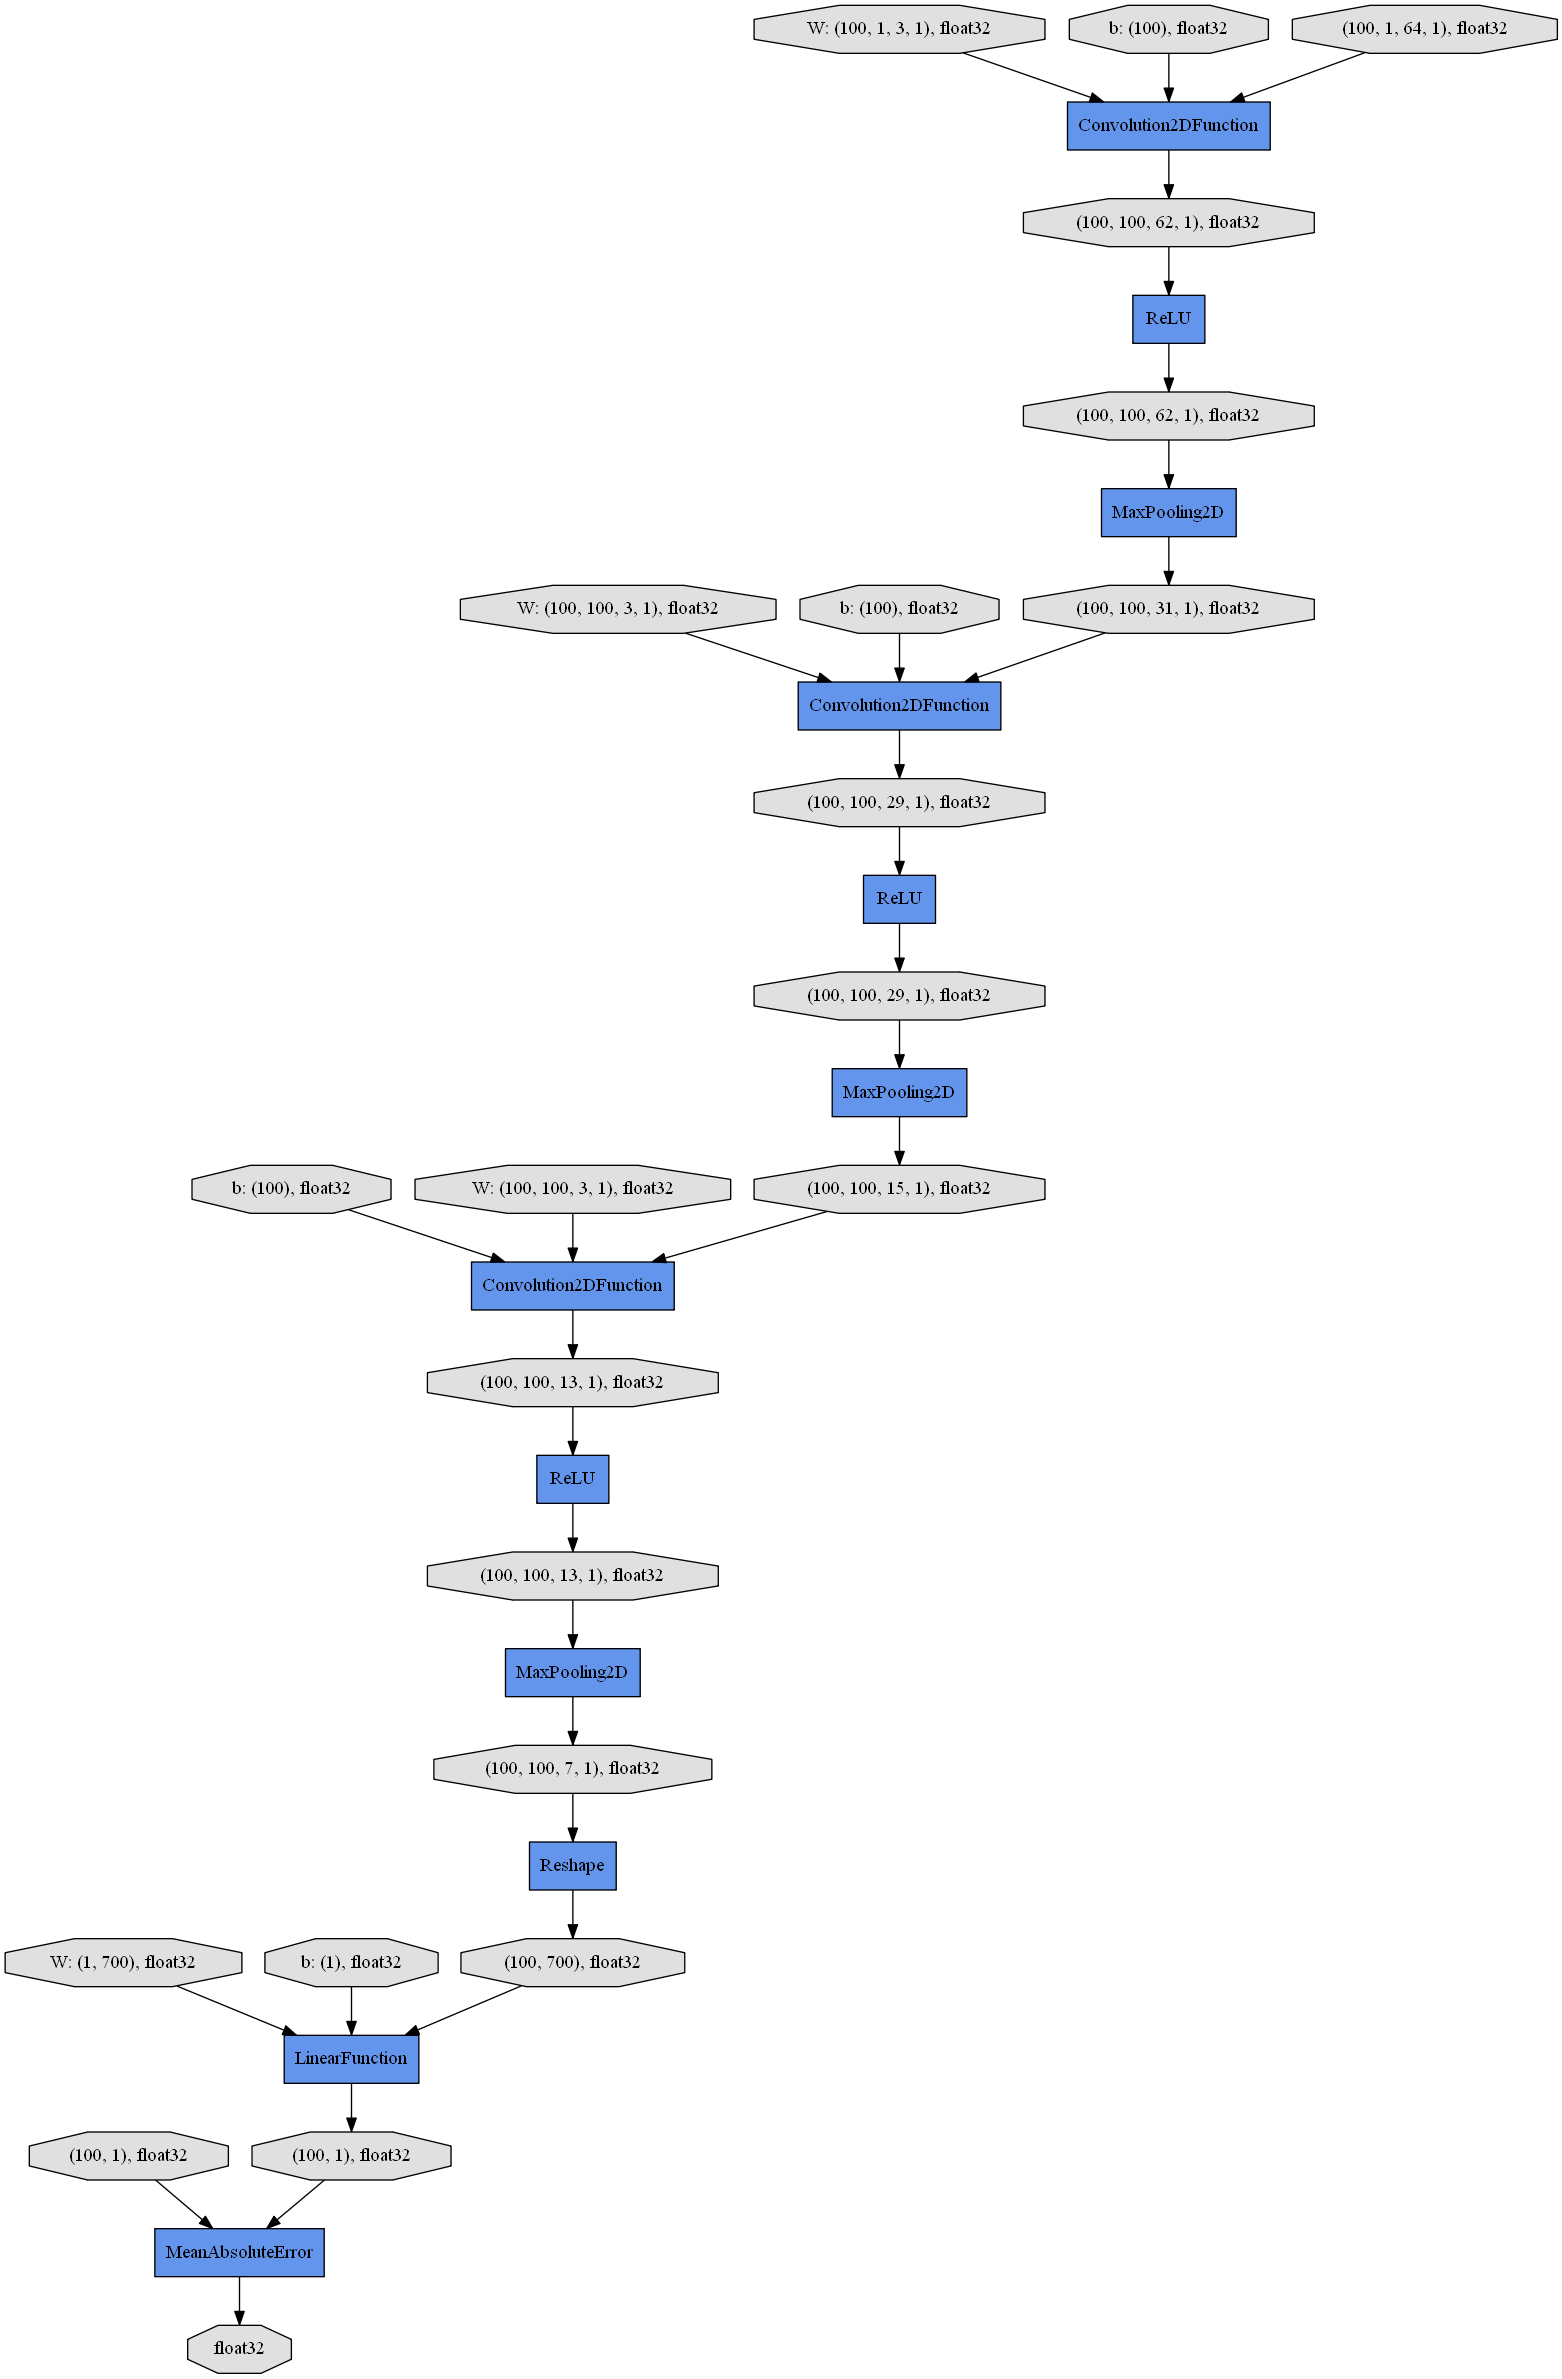 W: (100, 1, 3, 1), float32
b: (100), float32
(100, 1, 64, 1), float32
Convolution2DFunction
(100, 100, 62, 1), float32
ReLU
(100, 100, 62, 1), float32
MaxPooling2D
W: (100, 100, 3, 1), float32
b: (100), float32
(100, 100, 31, 1), float32
Convolution2DFunction
(100, 100, 29, 1), float32
ReLU
(100, 100, 29, 1), float32
MaxPooling2D
b: (100), float32
W: (100, 100, 3, 1), float32
(100, 100, 15, 1), float32
Convolution2DFunction
(100, 100, 13, 1), float32
ReLU
(100, 100, 13, 1), float32
MaxPooling2D
(100, 100, 7, 1), float32
Reshape
W: (1, 700), float32
b: (1), float32
(100, 700), float32
LinearFunction
(100, 1), float32
(100, 1), float32
MeanAbsoluteError
float32